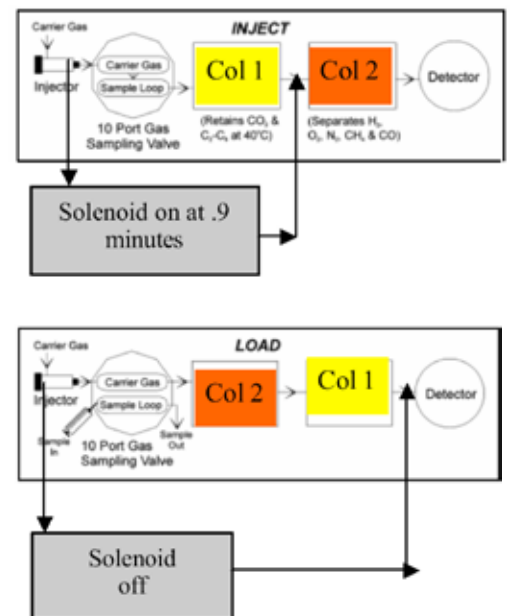 Carrier Gas
INJECT
Injector
Carrier Gas
Sample Loop
10 Port Gas
Sampling Valve
Col 1
(Retains CO₂ &
C₂-C₆ at 40°C)
Col 2
(Separates H₂,
O₂, N₂, CH₄ & CO)
Detector
Solenoid on at .9
minutes
Carrier Gas
LOAD
Injector
Carrier Gas
Sample Loop
Sample
In
Sample
Out
10 Port Gas
Sampling Valve
Col 2
Col 1
Detector
Solenoid
off